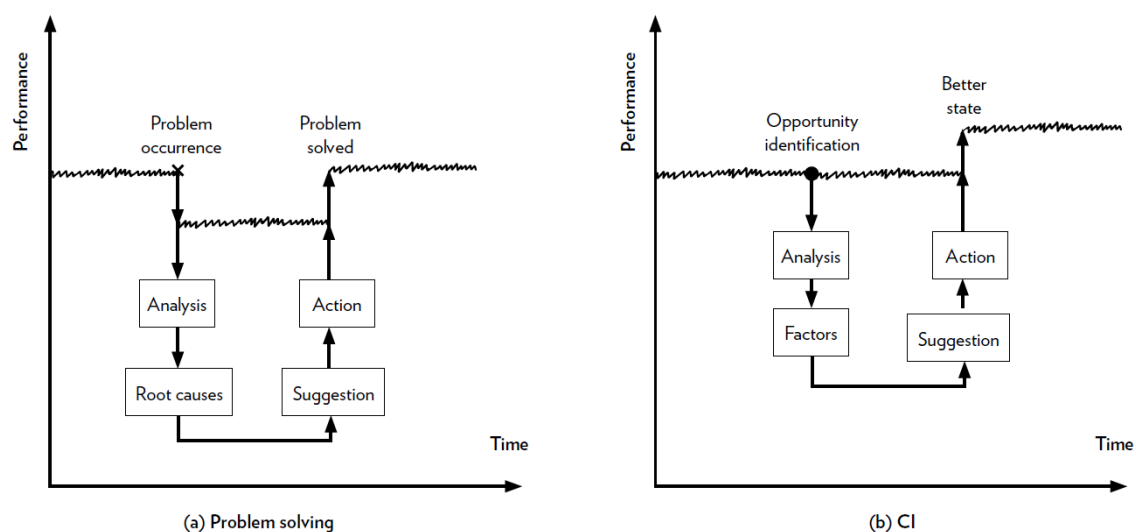 Performance
Problem
occurrence
Problem
solved
Analysis
Root causes
Action
Suggestion
Time
(a) Problem solving
Performance
Opportunity
identification
Better
state
Analysis
Factors
Action
Suggestion
Time
(b) CI